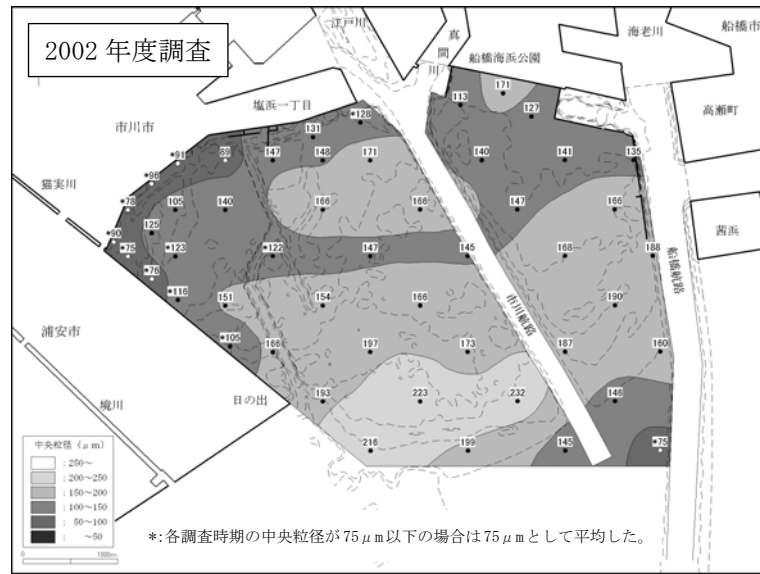 2002 年度調査
江戸川
真間川
船橋海浜公園
海老川
船橋市
高瀬町
茜浜
船橋航路
市川航路
塩浜一丁目
市川市
猫実川
浦安市
境川
日の出
171
113
127
*128
131
*91
89
147
148
171
140
141
135
*96
*78
105
140
166
166
147
166
125
*90
*75
*123
*122
147
145
168
188
*76
*116
151
154
166
190
*105
166
197
173
187
160
193
223
232
146
216
199
145
*75
中央粒径（μm）
：250～
：200～250
：150～200
：100～150
：50～100
：～50
0 1000m
*:各調査時期の中央粒径が75μm以下の場合は75μmとして平均した。